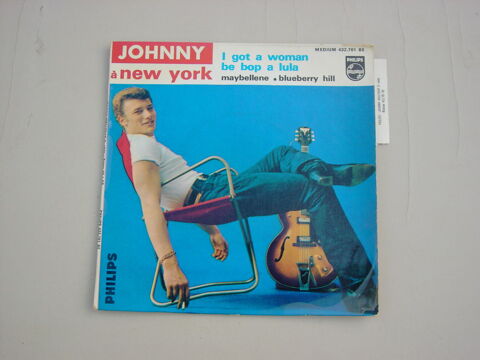 JOHNNY
à new york
I got a woman
be bop a lula
maybellene • blueberry hill
MEDIUM 432.701 BE
PHILIPS
PHILIPS